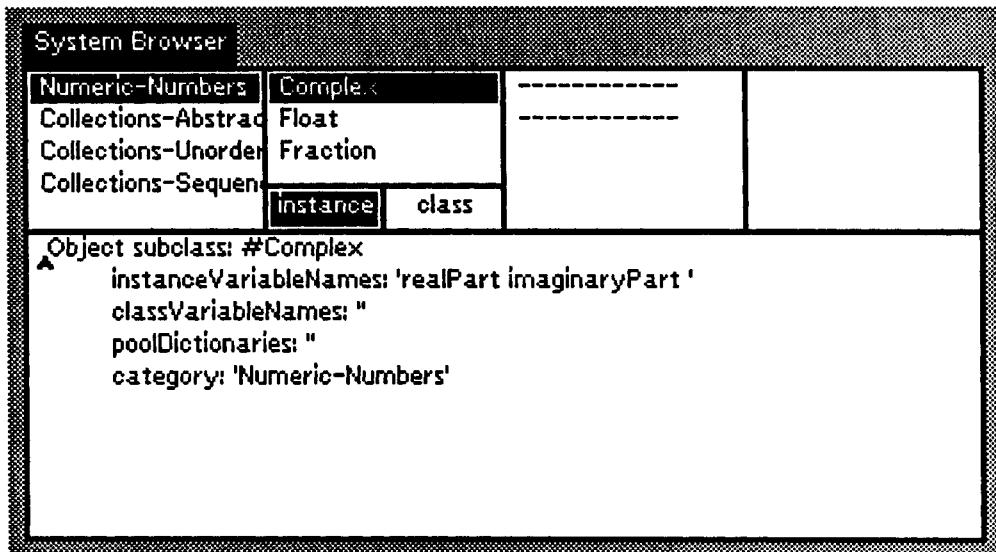 System Browser
Numeric-Numbers
Collections-Abstrac
Collections-Unorder
Collections-Sequen
Complex
Float
Fraction
instance class
------------
------------
Object subclass: #Complex
instanceVariableNames: 'realPart imaginaryPart '
classVariableNames: ''
poolDictionaries: ''
category: 'Numeric-Numbers'